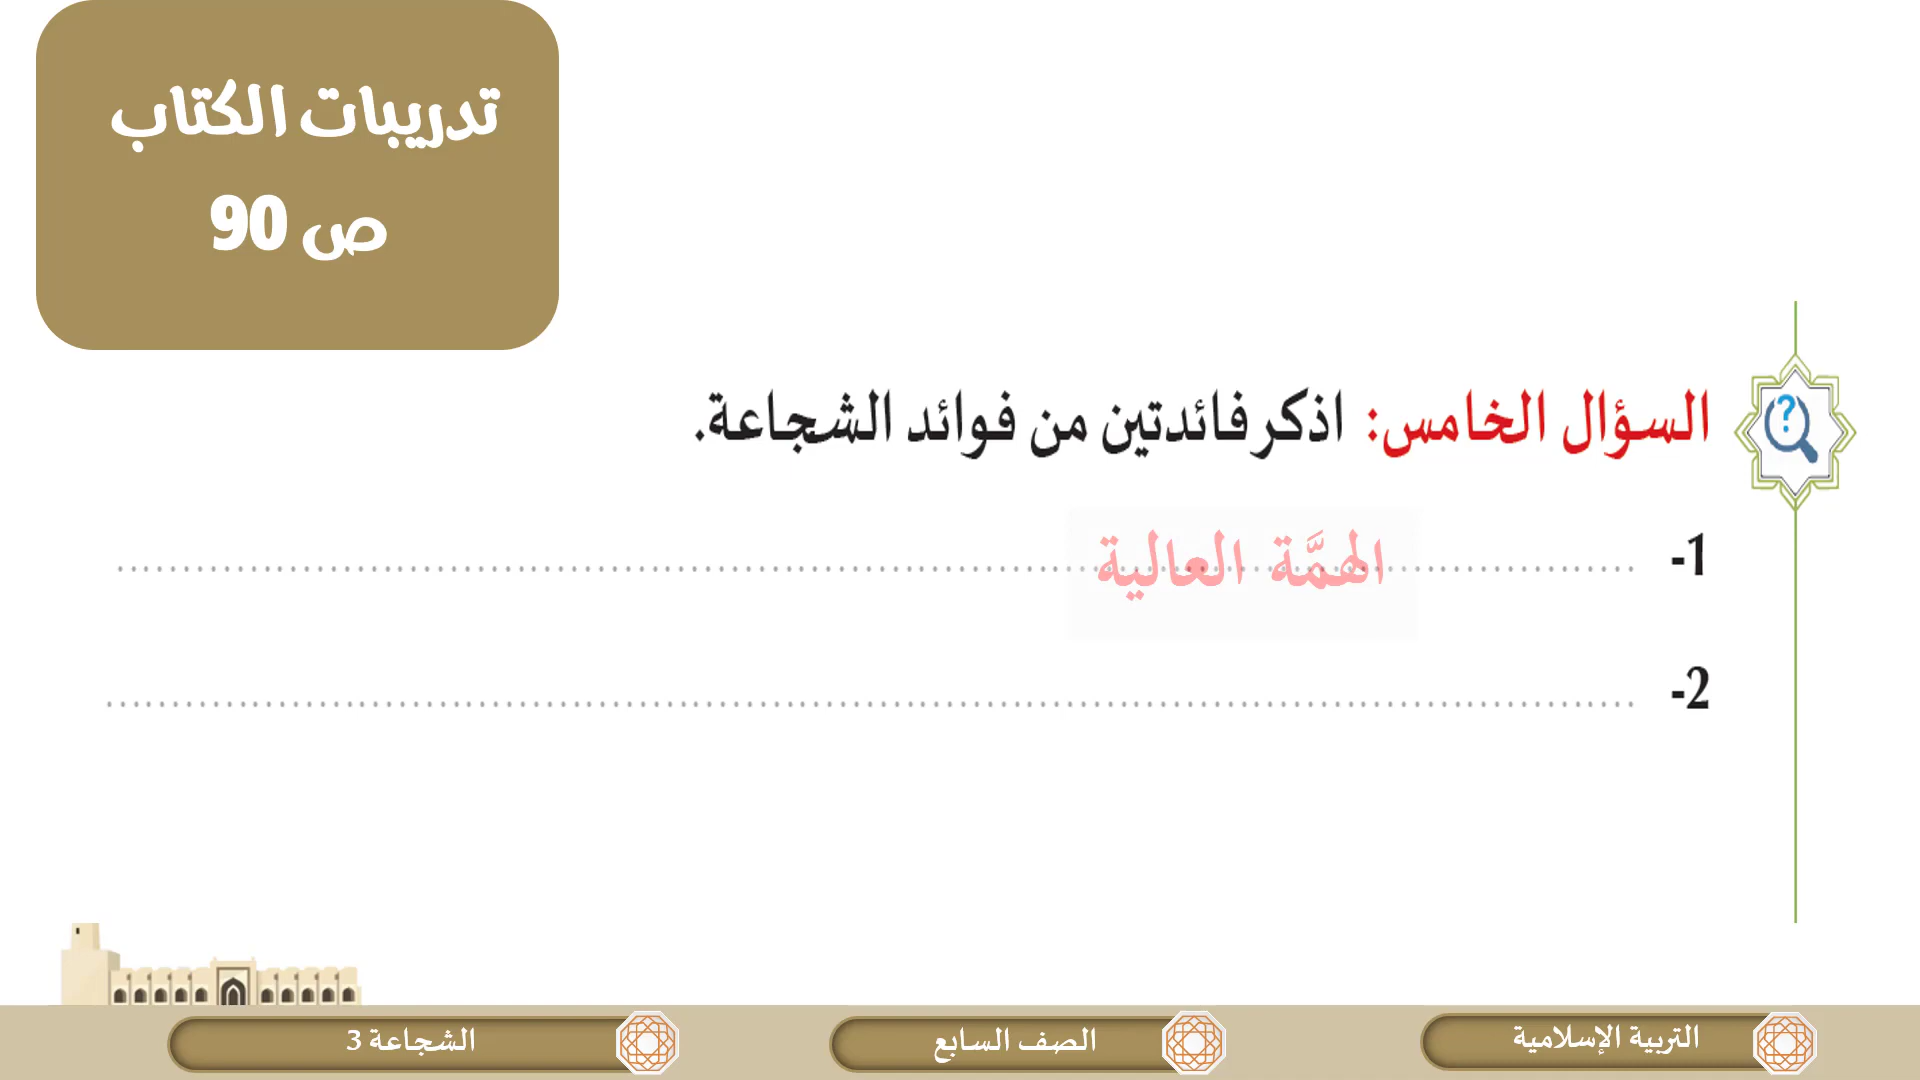 تدريبات الكتاب
ص 90
السؤال الخامس: اذكر فائدتين من فوائد الشجاعة.
1- الهمَّة العالية
2-
التربية الإسلامية
الصف السابع
الشجاعة 3